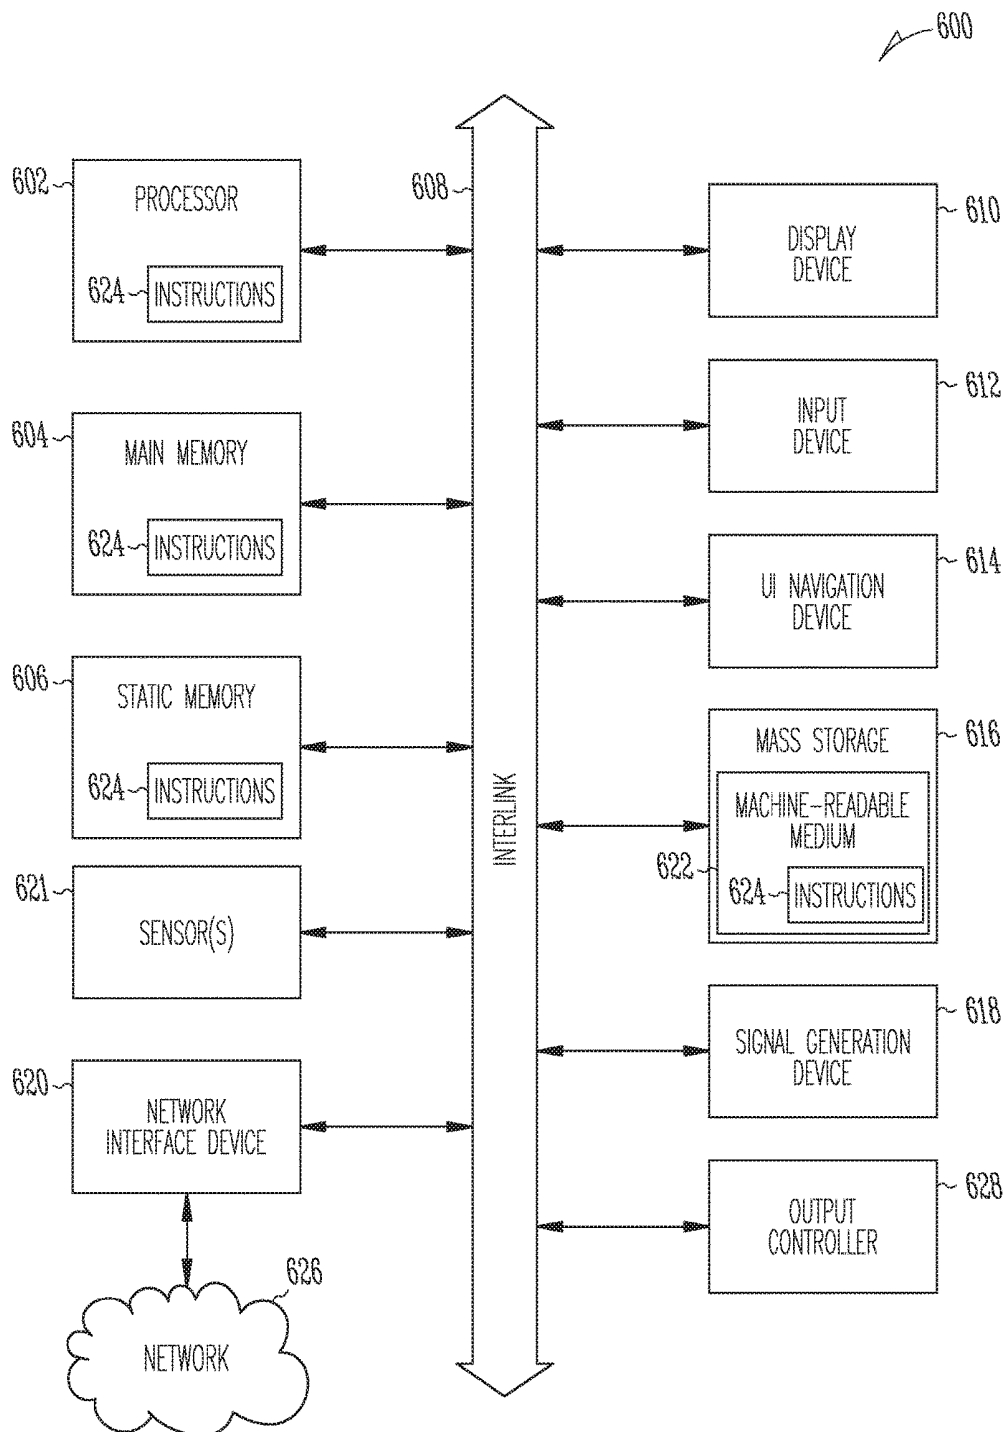 600
602
PROCESSOR
624
INSTRUCTIONS
604
MAIN MEMORY
624
INSTRUCTIONS
606
STATIC MEMORY
624
INSTRUCTIONS
621
SENSOR(S)
620
NETWORK
INTERFACE DEVICE
626
NETWORK
608
INTERLINK
610
DISPLAY
DEVICE
612
INPUT
DEVICE
614
UI NAVIGATION
DEVICE
616
MASS STORAGE
MACHINE-READABLE
MEDIUM
622
624
INSTRUCTIONS
618
SIGNAL GENERATION
DEVICE
628
OUTPUT
CONTROLLER